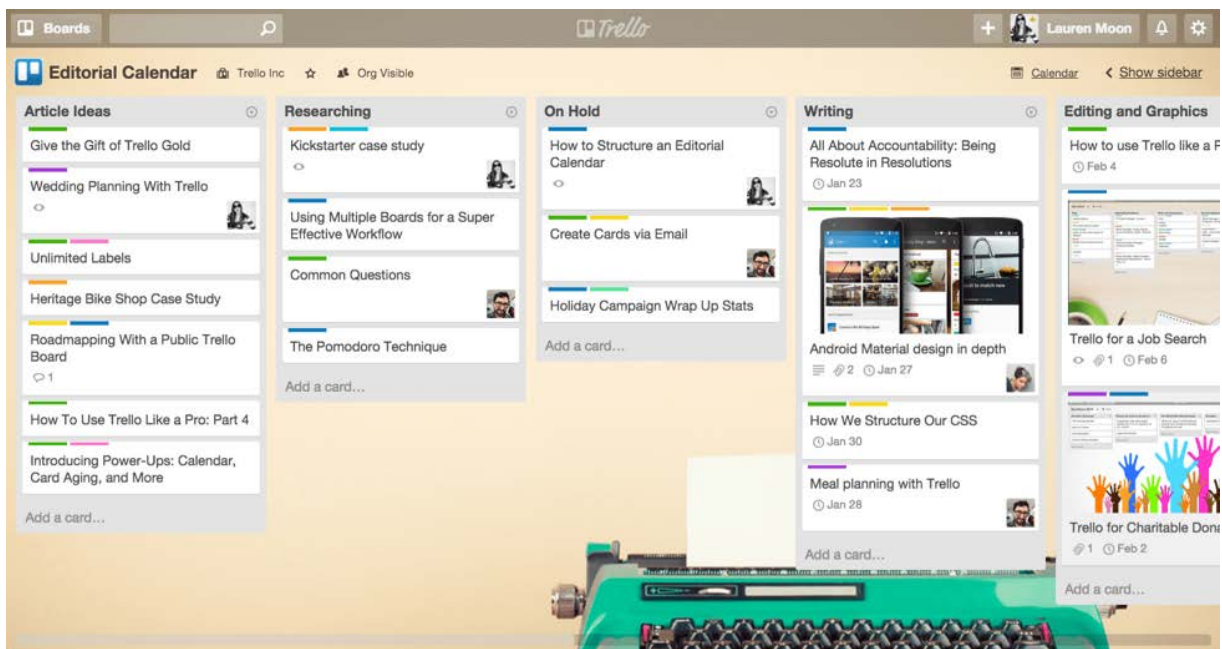 Boards
Trello
Lauren Moon
Editorial Calendar
Trello Inc
Org Visible
Calendar
Show sidebar
Article Ideas
Give the Gift of Trello Gold
Wedding Planning With Trello
Unlimited Labels
Heritage Bike Shop Case Study
Roadmapping With a Public Trello
Board
1
How To Use Trello Like a Pro: Part 4
Introducing Power-Ups: Calendar,
Card Aging, and More
Add a card...
Researching
Kickstarter case study
Using Multiple Boards for a Super
Effective Workflow
Common Questions
The Pomodoro Technique
Add a card...
On Hold
How to Structure an Editorial
Calendar
Create Cards via Email
Holiday Campaign Wrap Up Stats
Add a card...
Writing
All About Accountability: Being
Resolute in Resolutions
Jan 23
Android Material design in depth
2 Jan 27
How We Structure Our CSS
Jan 30
Meal planning with Trello
Jan 28
Add a card...
Editing and Graphics
How to use Trello like a
Feb 4
Trello for a Job Search
1 Feb 6
Trello for Charitable
1 Feb 2
Add a card...